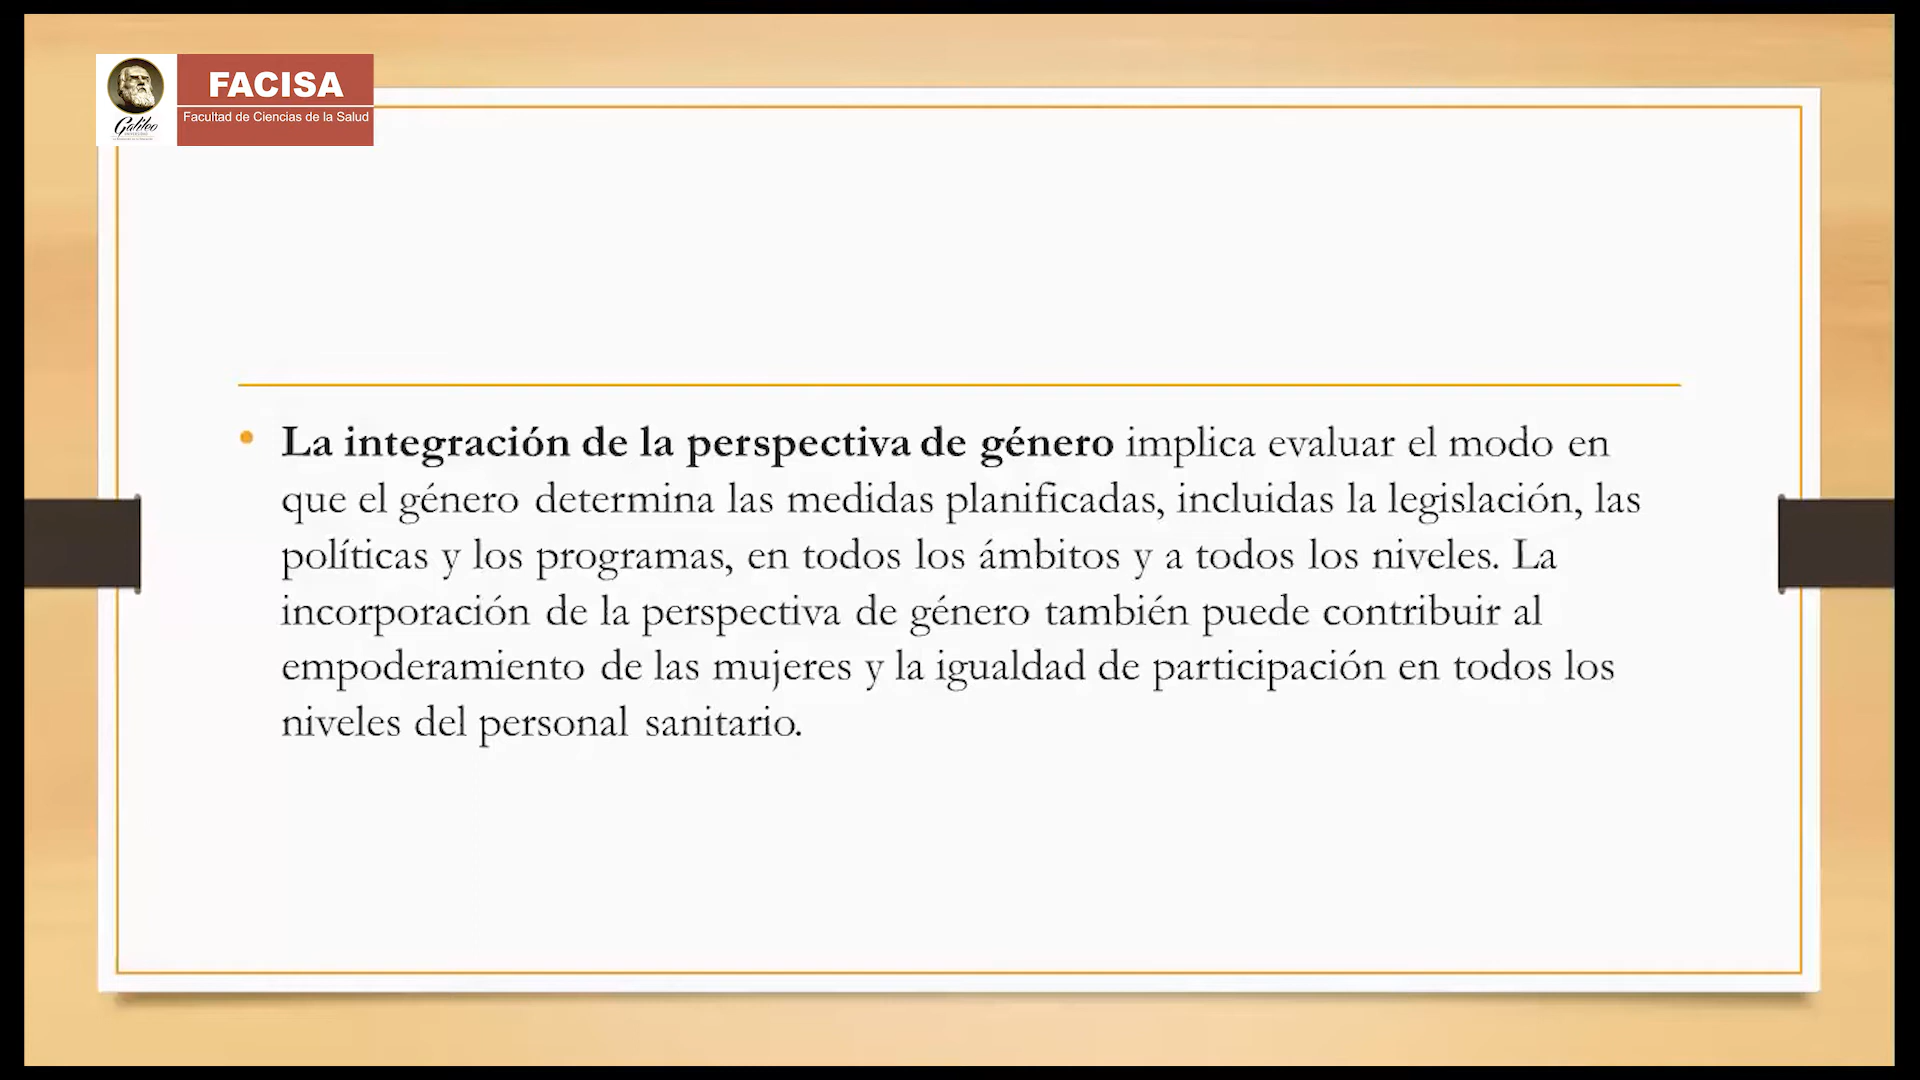 FACISA
Facultad de Ciencias de la Salud
Galileo
• La integración de la perspectiva de género implica evaluar el modo en
que el género determina las medidas planificadas, incluidas la legislación, las
políticas y los programas, en todos los ámbitos y a todos los niveles. La
incorporación de la perspectiva de género también puede contribuir al
empoderamiento de las mujeres y la igualdad de participación en todos los
niveles del personal sanitario.